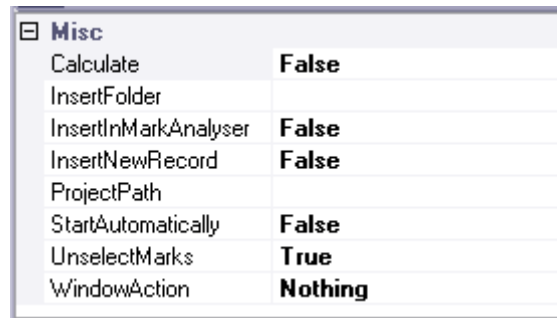 Misc
Calculate False
InsertFolder
InsertInMarkAnalyser False
InsertNewRecord False
ProjectPath
StartAutomatically False
UnselectMarks True
WindowAction Nothing